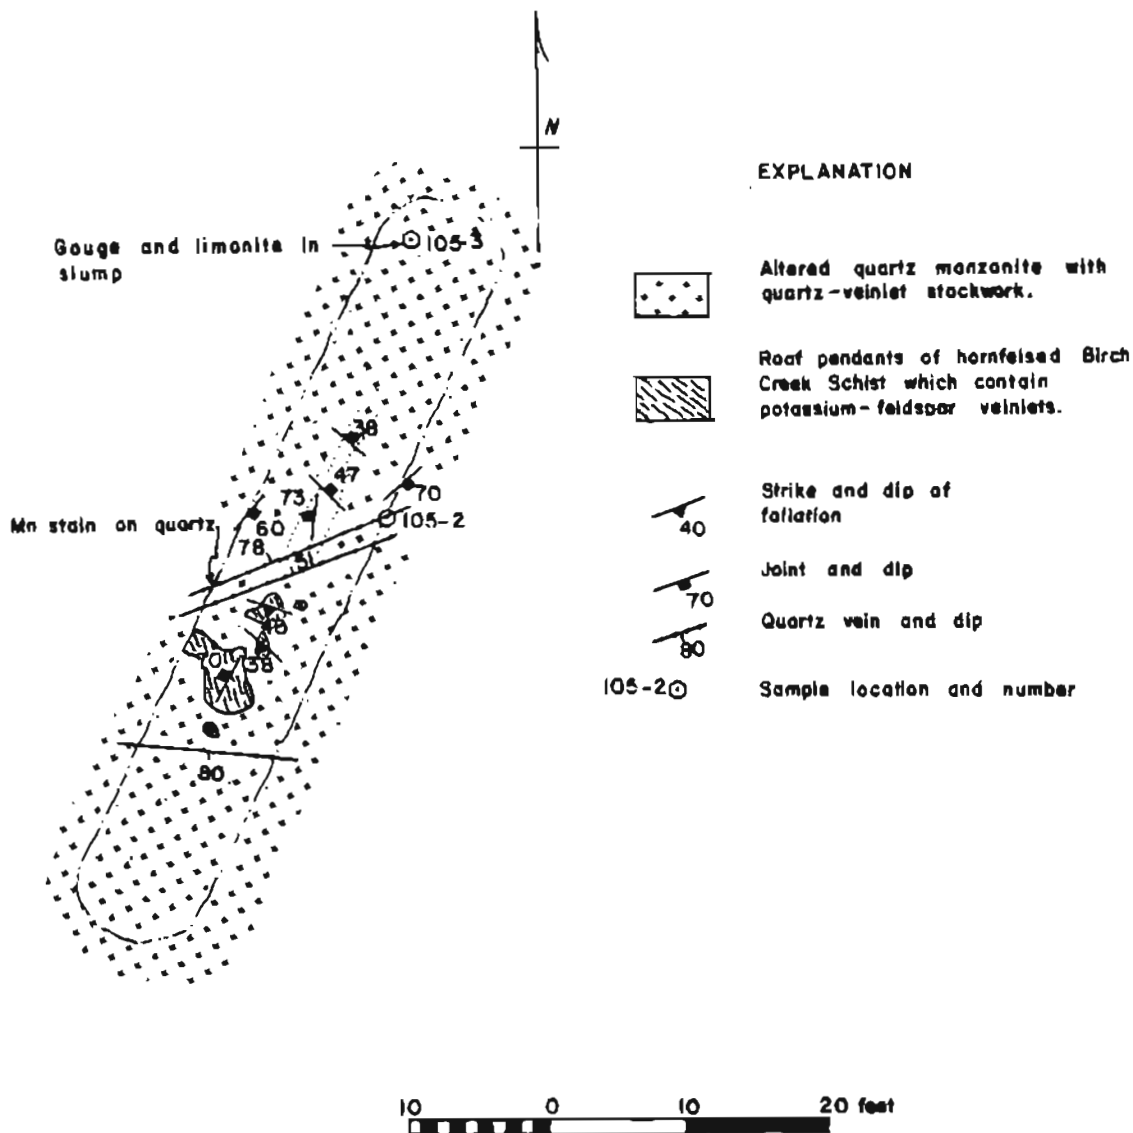 N
EXPLANATION
Gouge and limonite in
slump
105-3
Altered quartz monzonite with
quartz-veinlet stockwork.
Roof pendants of hornfelsed Birch
Creek Schist which contain
potassium-feldspar veinlets.
38
47
73
70
60
105-2
Mn stain on quartz
78
51
38
80
Strike and dip of
foliation
40
Joint and dip
70
Quartz vein and dip
80
105-2
Sample location and number
10 0 10 20 feet